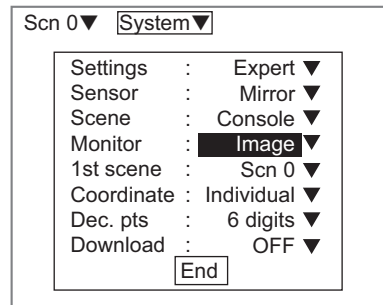 Scn 0▼ System▼
Settings : Expert ▼
Sensor : Mirror ▼
Scene : Console ▼
Monitor : Image ▼
1st scene : Scn 0 ▼
Coordinate : Individual ▼
Dec. pts : 6 digits ▼
Download : OFF ▼
End